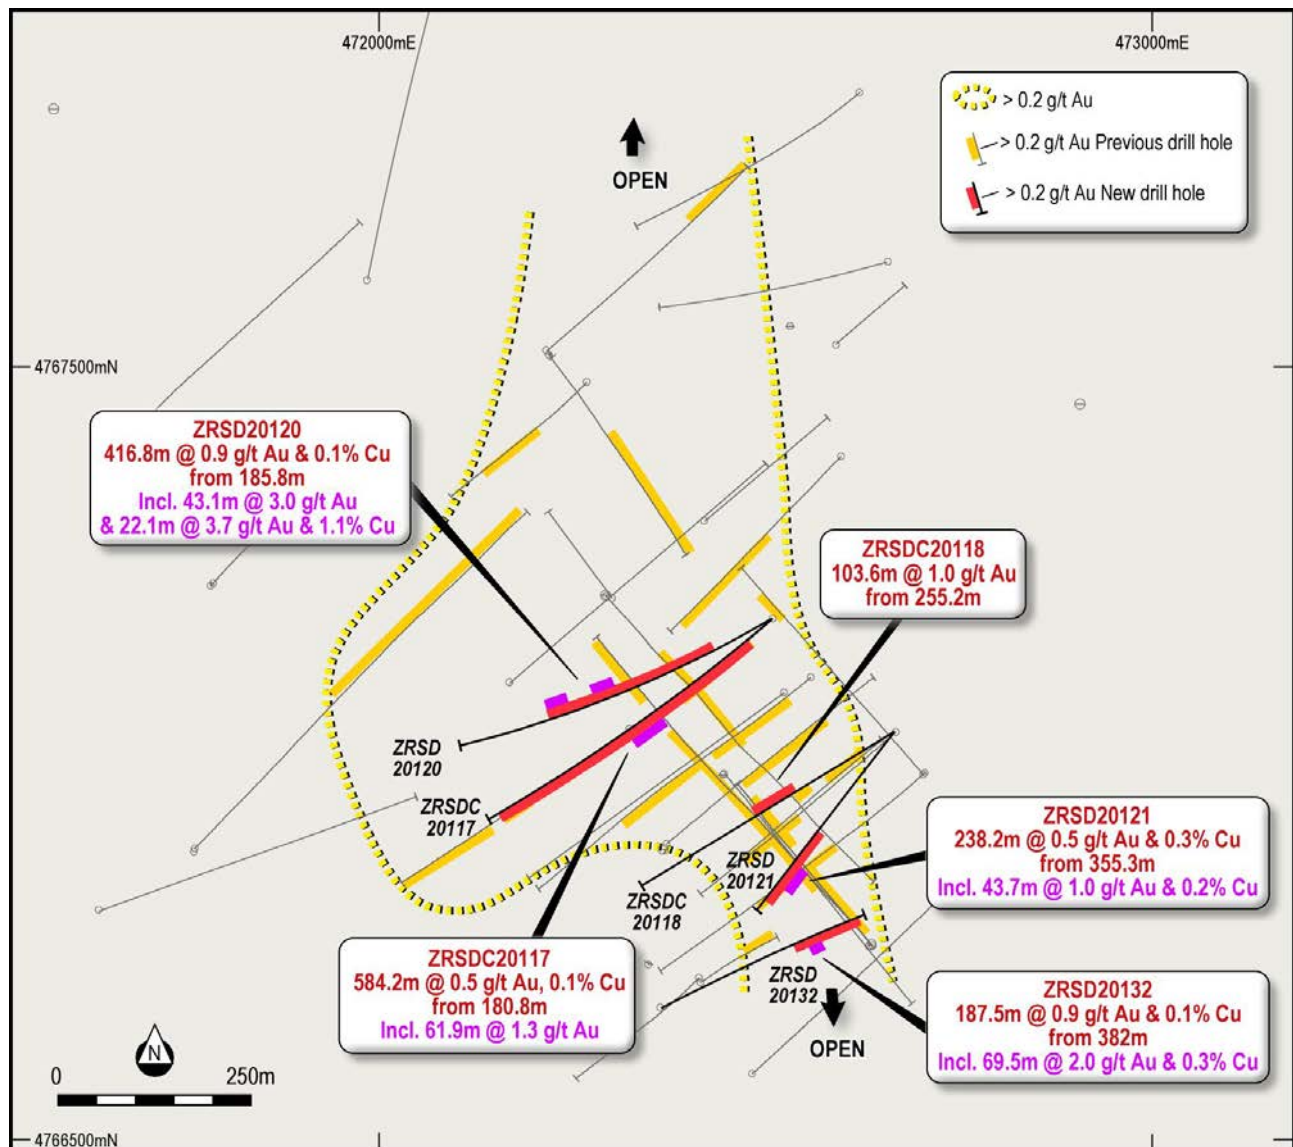 472000mE
473000mE
> 0.2 g/t Au
> 0.2 g/t Au Previous drill hole
> 0.2 g/t Au New drill hole
OPEN
4767500mN
ZRSD20120
416.8m @ 0.9 g/t Au & 0.1% Cu
from 185.8m
Incl. 43.1m @ 3.0 g/t Au
& 22.1m @ 3.7 g/t Au & 1.1% Cu
ZRSDC20118
103.6m @ 1.0 g/t Au
from 255.2m
ZRSD
20120
ZRSDC
20117
ZRSD
20121
ZRSDC
20118
ZRSD20121
238.2m @ 0.5 g/t Au & 0.3% Cu
from 355.3m
Incl. 43.7m @ 1.0 g/t Au & 0.2% Cu
ZRSDC20117
584.2m @ 0.5 g/t Au, 0.1% Cu
from 180.8m
Incl. 61.9m @ 1.3 g/t Au
ZRSD
20132
OPEN
ZRSD20132
187.5m @ 0.9 g/t Au & 0.1% Cu
from 382m
Incl. 69.5m @ 2.0 g/t Au & 0.3% Cu
N
0 250m
4766500mN